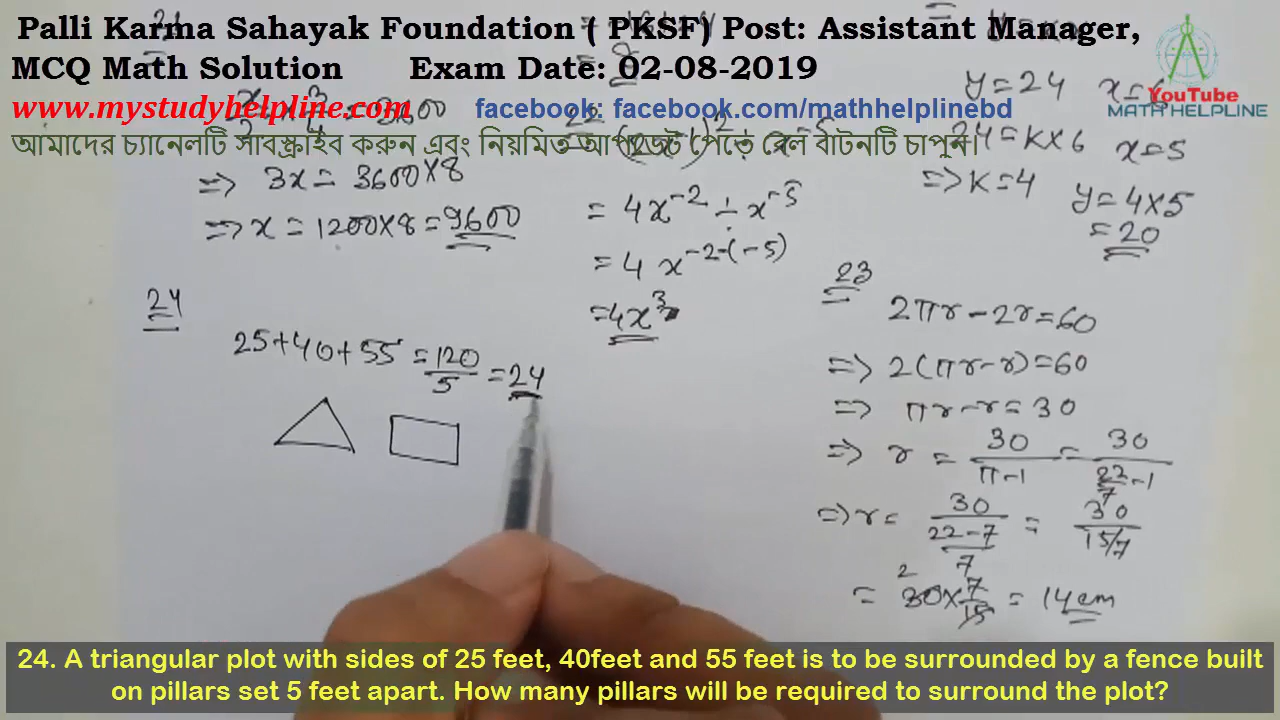 Palli Karma Sahayak Foundation ( PKSF) Post: Assistant Manager,
MCQ Math Solution Exam Date: 02-08-2019
www.mystudyhelpline.com facebook: facebook.com/mathhelplinebd
আমাদের চ্যানেলটি সাবস্ক্রাইব করুন এবং নিয়মিত আপডেট পেতে বেল বাটনটি চাপুন।
YouTube
MATH HELPLINE
= 3600
=> 3x = 3600×8
=> x = 1200×8 = 9600
24
25+40+55 = 120/5 = 24
22
= 4x^-2 ÷ x^-5
= 4 x^-2-(-5)
= 4x^3
y = 24 x = 6
24 = K×6 x = 5
=> K = 4
y = 4×5
= 20
23
2πr - 2r = 60
=> 2(πr - r) = 60
=> πr - r = 30
=> r = 30/(π-1) = 30/(22/7 - 1)
=> r = 30/((22-7)/7) = 30/(15/7)
= 30 × 7/15 = 14 cm
24. A triangular plot with sides of 25 feet, 40feet and 55 feet is to be surrounded by a fence built
on pillars set 5 feet apart. How many pillars will be required to surround the plot?